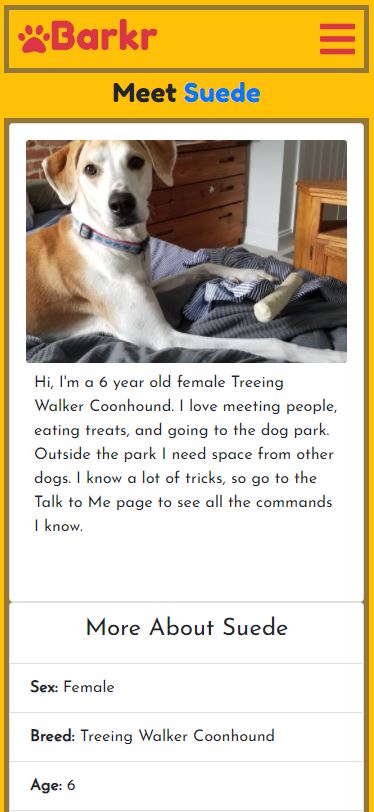 Barkr
Meet Suede
Hi, I'm a 6 year old female Treeing
Walker Coonhound. I love meeting people,
eating treats, and going to the dog park.
Outside the park I need space from other
dogs. I know a lot of tricks, so go to the
Talk to Me page to see all the commands
I know.
More About Suede
Sex: Female
Breed: Treeing Walker Coonhound
Age: 6